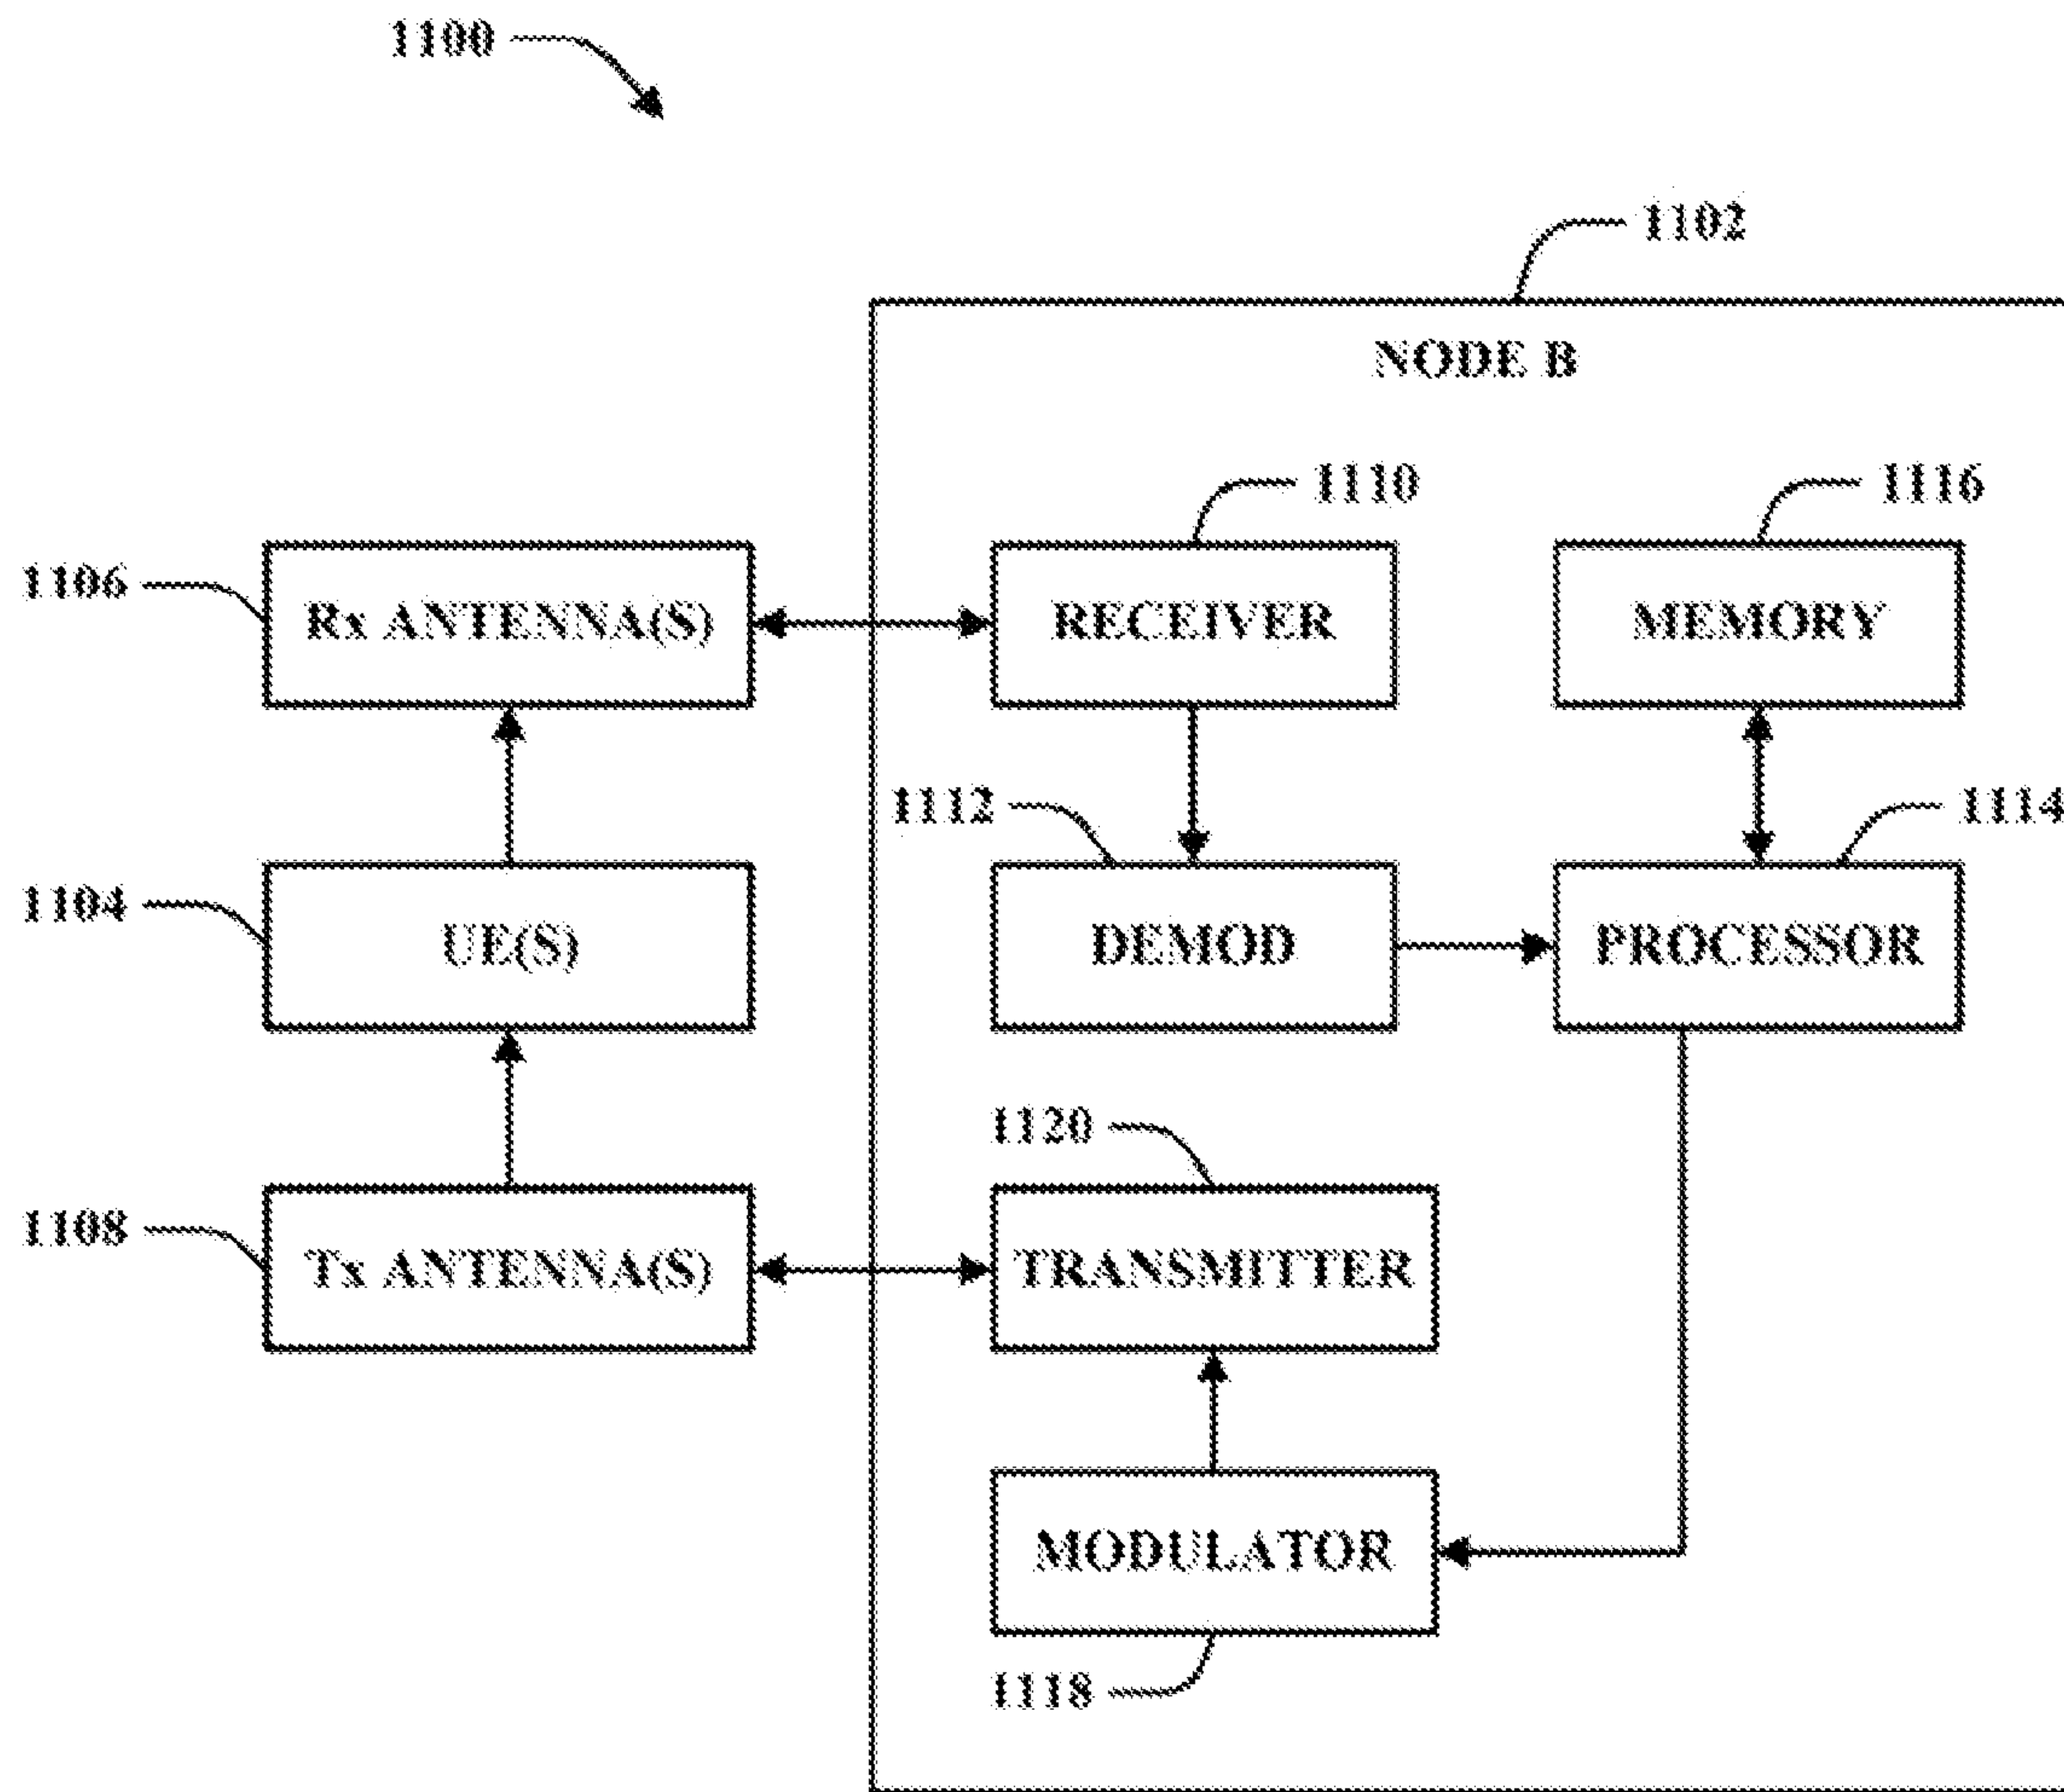 1100
1102
NODE B
1110
1116
1106
Rx ANTENNA(S)
RECEIVER
MEMORY
1112
1114
1104
UE(S)
DEMOD
PROCESSOR
1120
1108
Tx ANTENNA(S)
TRANSMITTER
MODULATOR
1118